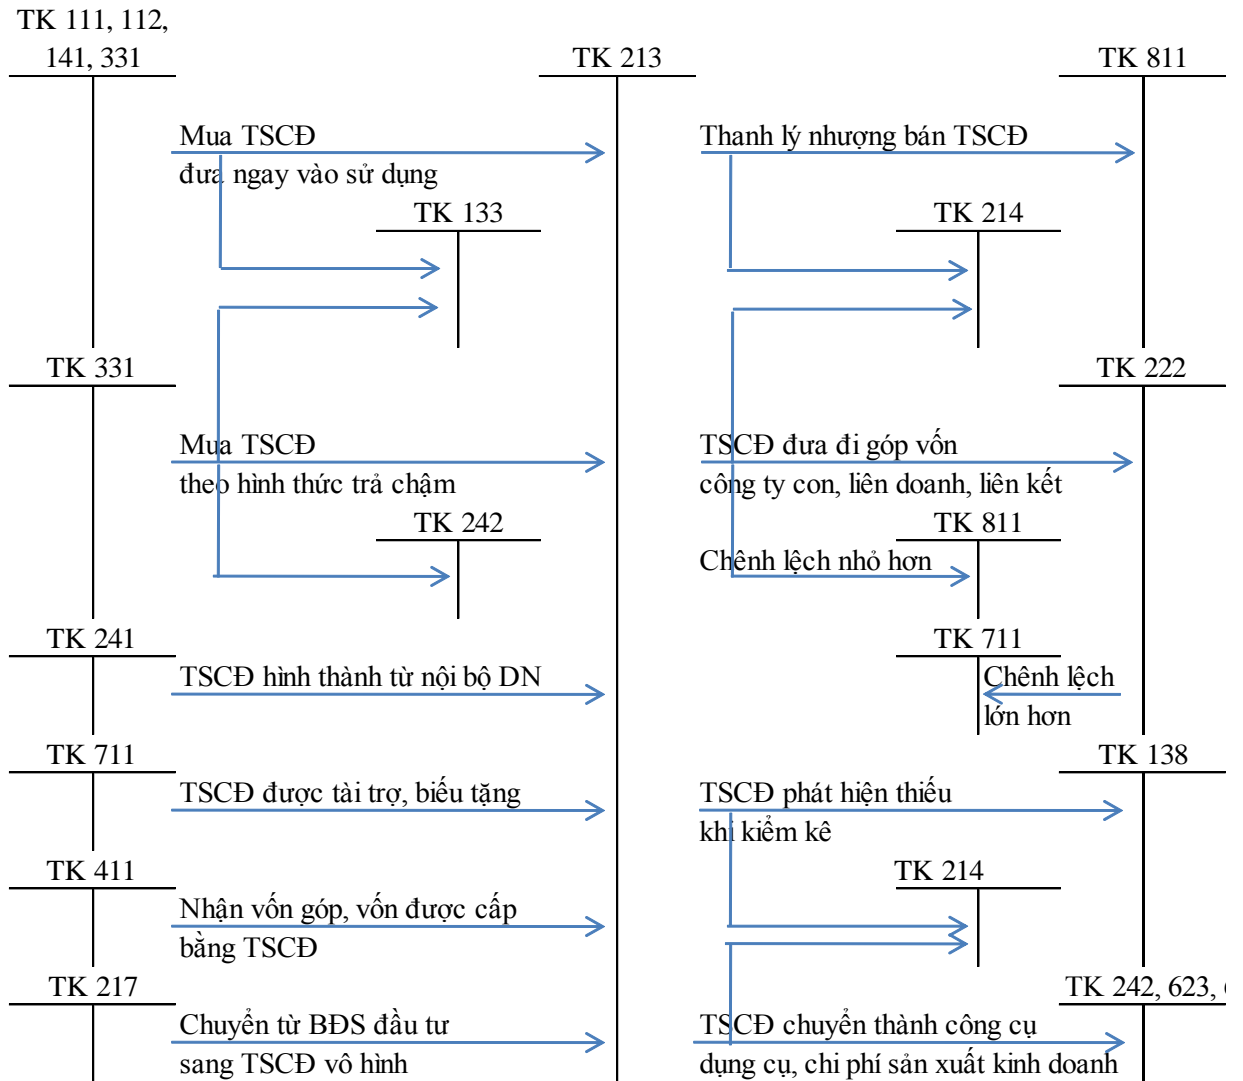 TK 111, 112,
141, 331
TK 213
TK 811
Mua TSCĐ
đưa ngay vào sử dụng
Thanh lý nhượng bán TSCĐ
TK 133
TK 214
TK 331
TK 222
Mua TSCĐ
theo hình thức trả chậm
TSCĐ đưa đi góp vốn
công ty con, liên doanh, liên kết
TK 242
TK 811
Chênh lệch nhỏ hơn
TK 241
TK 711
TSCĐ hình thành từ nội bộ DN
Chênh lệch
lớn hơn
TK 711
TK 138
TSCĐ được tài trợ, biếu tặng
TSCĐ phát hiện thiếu
khi kiểm kê
TK 411
TK 214
Nhận vốn góp, vốn được cấp
bằng TSCĐ
TK 217
TK 242, 623,
Chuyển từ BĐS đầu tư
sang TSCĐ vô hình
TSCĐ chuyển thành công cụ
dụng cụ, chi phí sản xuất kinh doanh